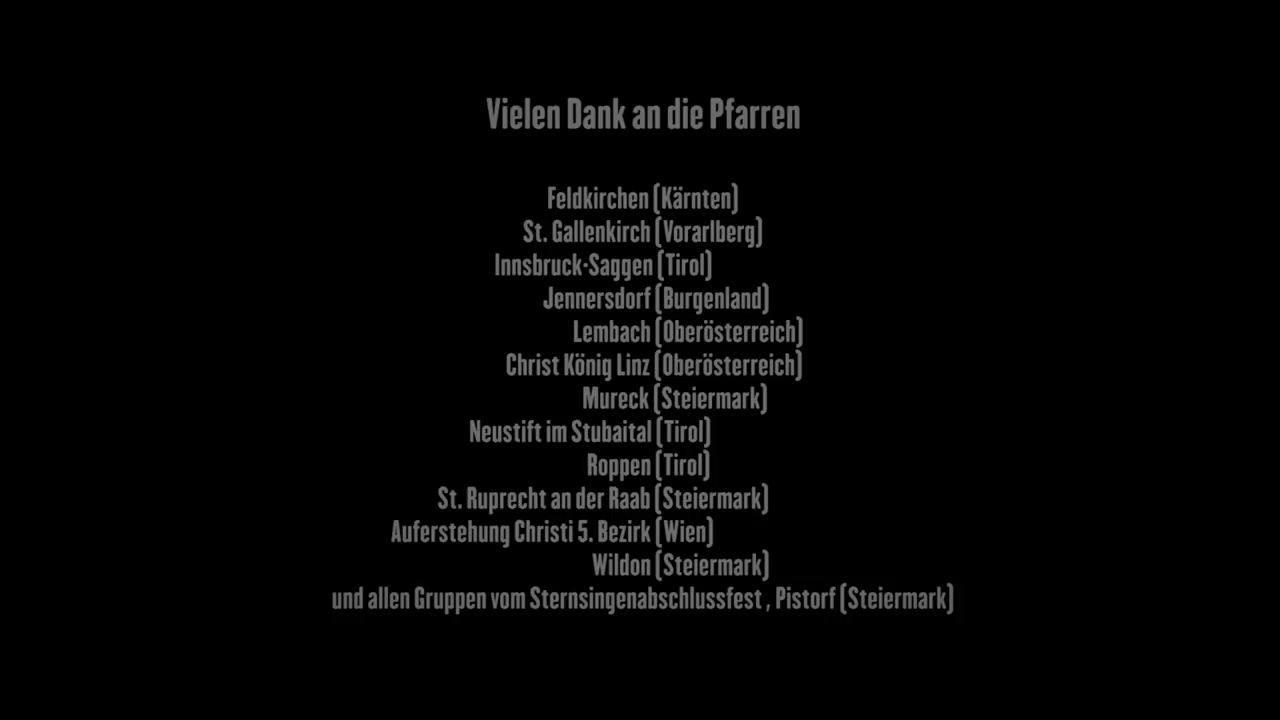 Vielen Dank an die Pfarren
Feldkirchen (Kärnten)
St. Gallenkirch (Vorarlberg)
Innsbruck-Saggen (Tirol)
Jennersdorf (Burgenland)
Lembach (Oberösterreich)
Christ König Linz (Oberösterreich)
Mureck (Steiermark)
Neustift im Stubaital (Tirol)
Roppen (Tirol)
St. Ruprecht an der Raab (Steiermark)
Auferstehung Christi 5. Bezirk (Wien)
Wildon (Steiermark)
und allen Gruppen vom Sternsingenabschlussfest , Pistorf (Steiermark)